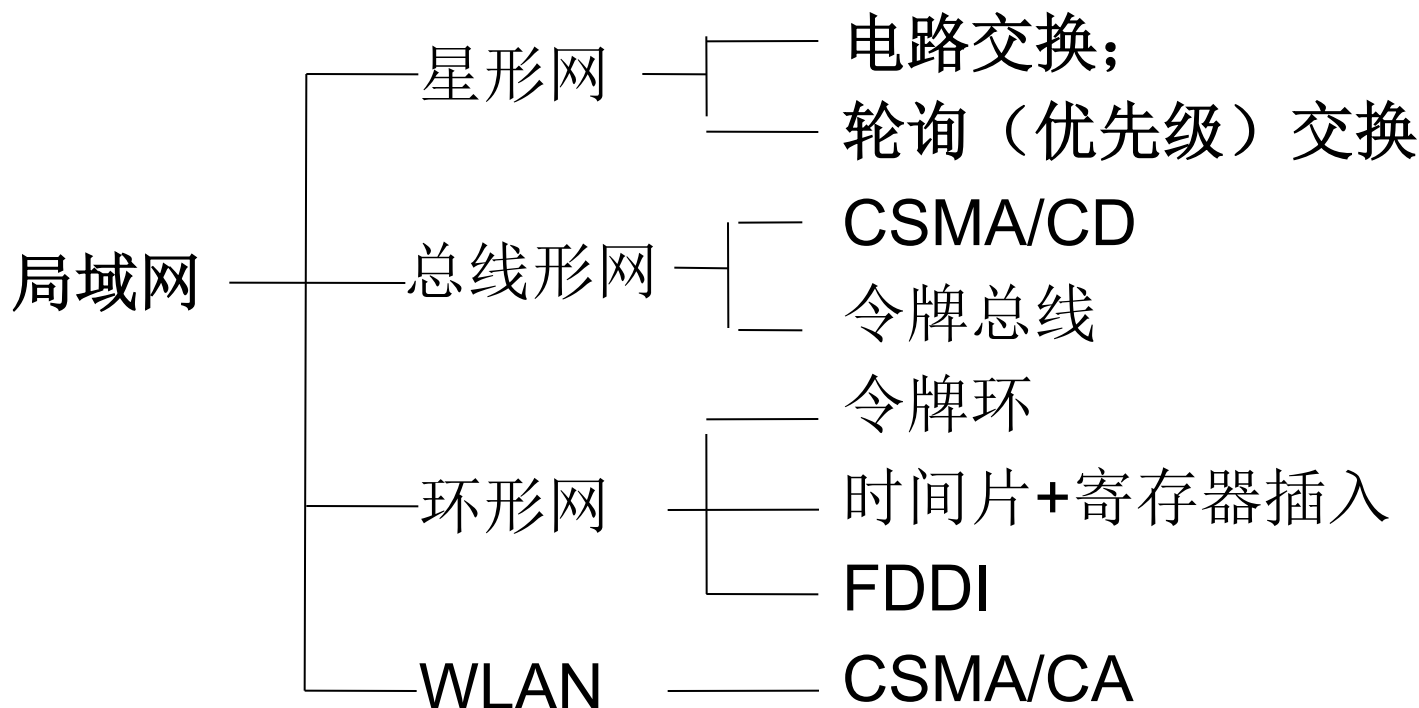 局域网
星形网
电路交换；
轮询（优先级）交换
总线形网
CSMA/CD
令牌总线
环形网
令牌环
时间片+寄存器插入
FDDI
WLAN
CSMA/CA